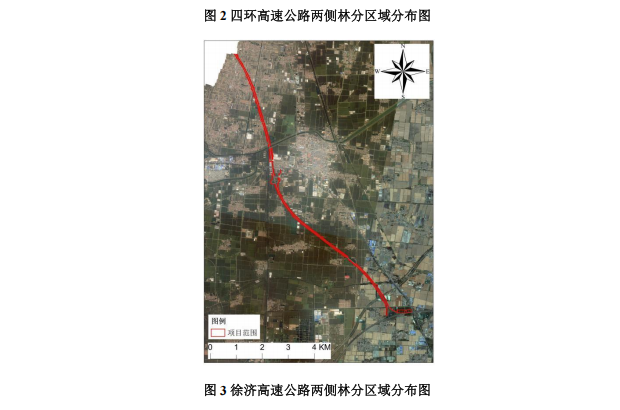 图 2 四环高速公路两侧林分区域分布图
N
W
E
S
图例
项目范围
0 1 2 3 4 KM
图 3 徐济高速公路两侧林分区域分布图